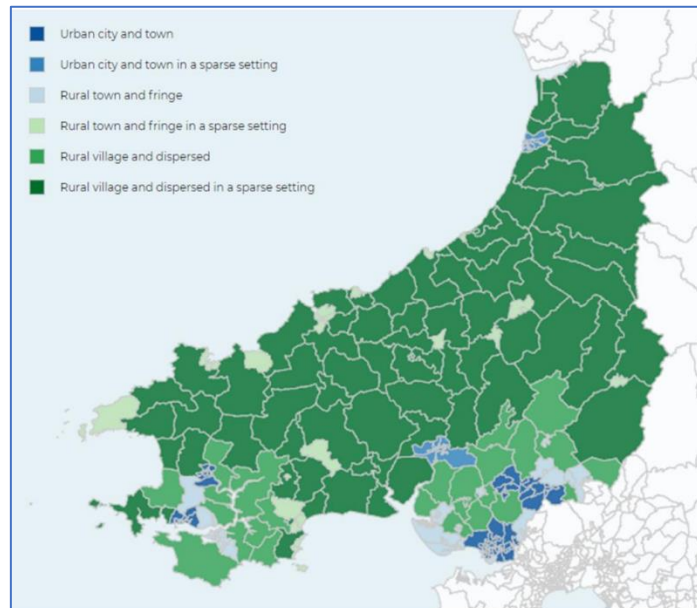 Urban city and town
Urban city and town in a sparse setting
Rural town and fringe
Rural town and fringe in a sparse setting
Rural village and dispersed
Rural village and dispersed in a sparse setting